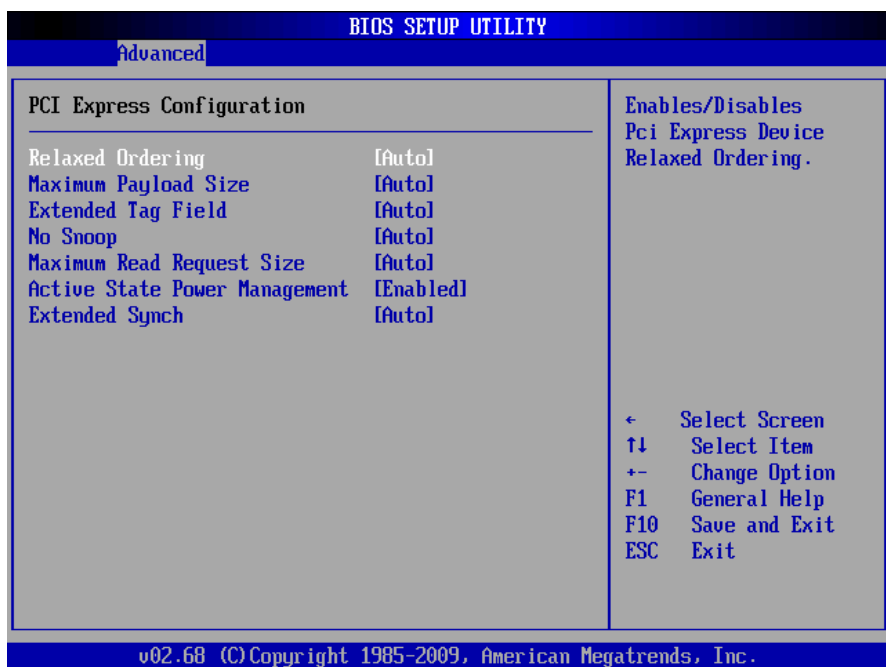 BIOS SETUP UTILITY
Advanced
PCI Express Configuration
Relaxed Ordering [Auto]
Maximum Payload Size [Auto]
Extended Tag Field [Auto]
No Snoop [Auto]
Maximum Read Request Size [Auto]
Active State Power Management [Enabled]
Extended Synch [Auto]
Enables/Disables
Pci Express Device
Relaxed Ordering.
← Select Screen
↑↓ Select Item
+- Change Option
F1 General Help
F10 Save and Exit
ESC Exit
v02.68 (C)Copyright 1985-2009, American Megatrends, Inc.